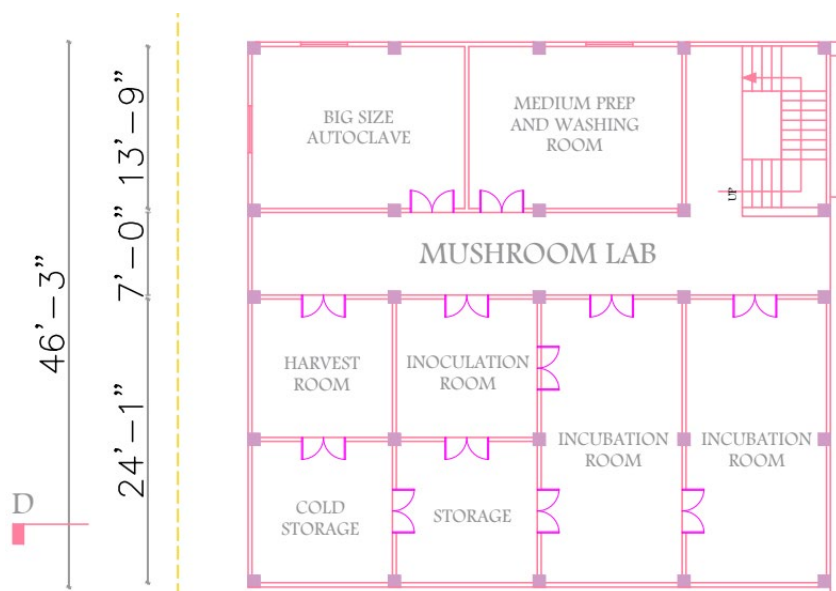 BIG SIZE
AUTOCLAVE
MEDIUM PREP
AND WASHING
ROOM
UP
13'-9"
7'-0"
46'-3"
24'-1"
MUSHROOM LAB
HARVEST
ROOM
INOCULATION
ROOM
INCUBATION
ROOM
INCUBATION
ROOM
COLD
STORAGE
STORAGE
D